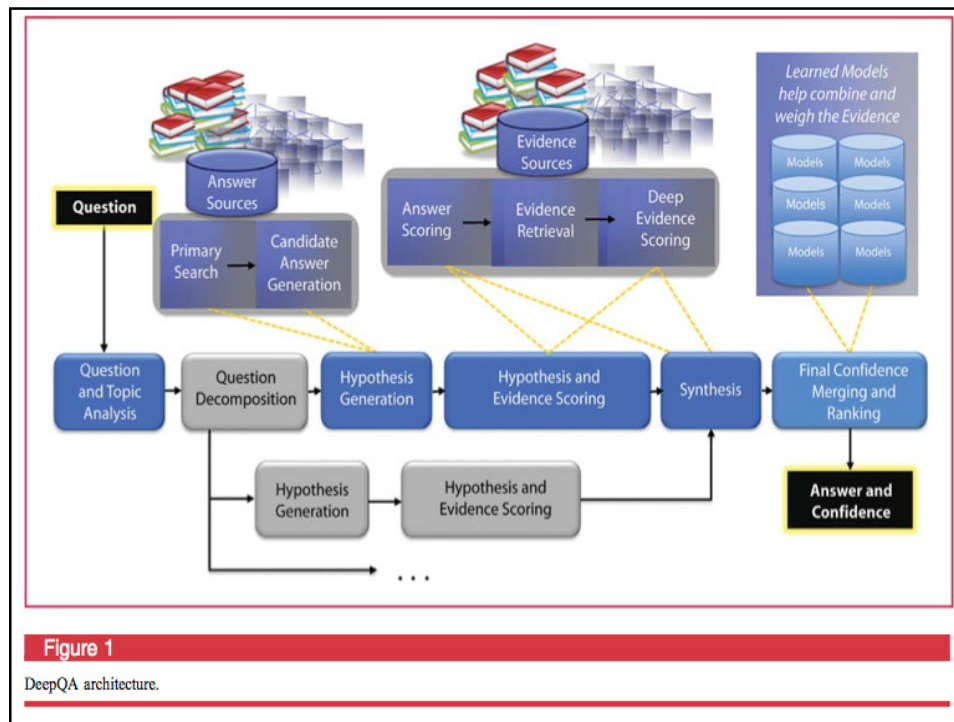 Learned Models
help combine and
weigh the Evidence
Models Models
Models Models
Models Models
Answer
Sources
Evidence
Sources
Question
Primary
Search
Candidate
Answer
Generation
Answer
Scoring
Evidence
Retrieval
Deep
Evidence
Scoring
Question
and Topic
Analysis
Question
Decomposition
Hypothesis
Generation
Hypothesis and
Evidence Scoring
Synthesis
Final Confidence
Merging and
Ranking
Hypothesis
Generation
Hypothesis and
Evidence Scoring
Answer and
Confidence
. . .
Figure 1
DeepQA architecture.